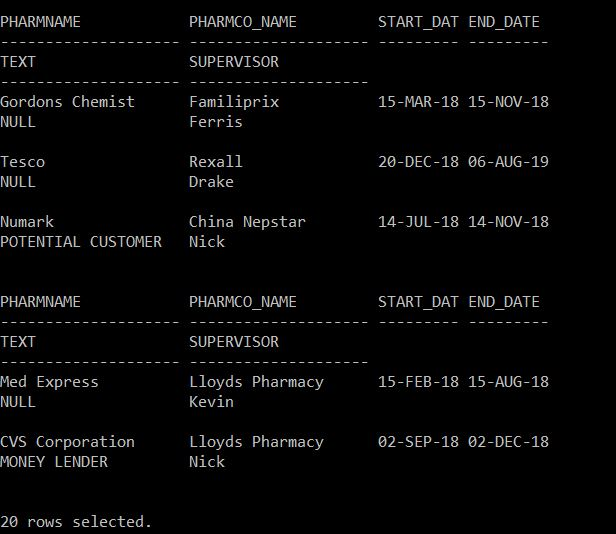 PHARMNAME            PHARMCO_NAME         START_DAT END_DATE
-------------------- -------------------- --------- ---------
TEXT                 SUPERVISOR
-------------------- --------------------
Gordons Chemist      Familiprix           15-MAR-18 15-NOV-18
NULL                 Ferris
Tesco                Rexall               20-DEC-18 06-AUG-19
NULL                 Drake
Numark               China Nepstar        14-JUL-18 14-NOV-18
POTENTIAL CUSTOMER   Nick
PHARMNAME            PHARMCO_NAME         START_DAT END_DATE
-------------------- -------------------- --------- ---------
TEXT                 SUPERVISOR
-------------------- --------------------
Med Express          Lloyds Pharmacy      15-FEB-18 15-AUG-18
NULL                 Kevin
CVS Corporation      Lloyds Pharmacy      02-SEP-18 02-DEC-18
MONEY LENDER         Nick
20 rows selected.